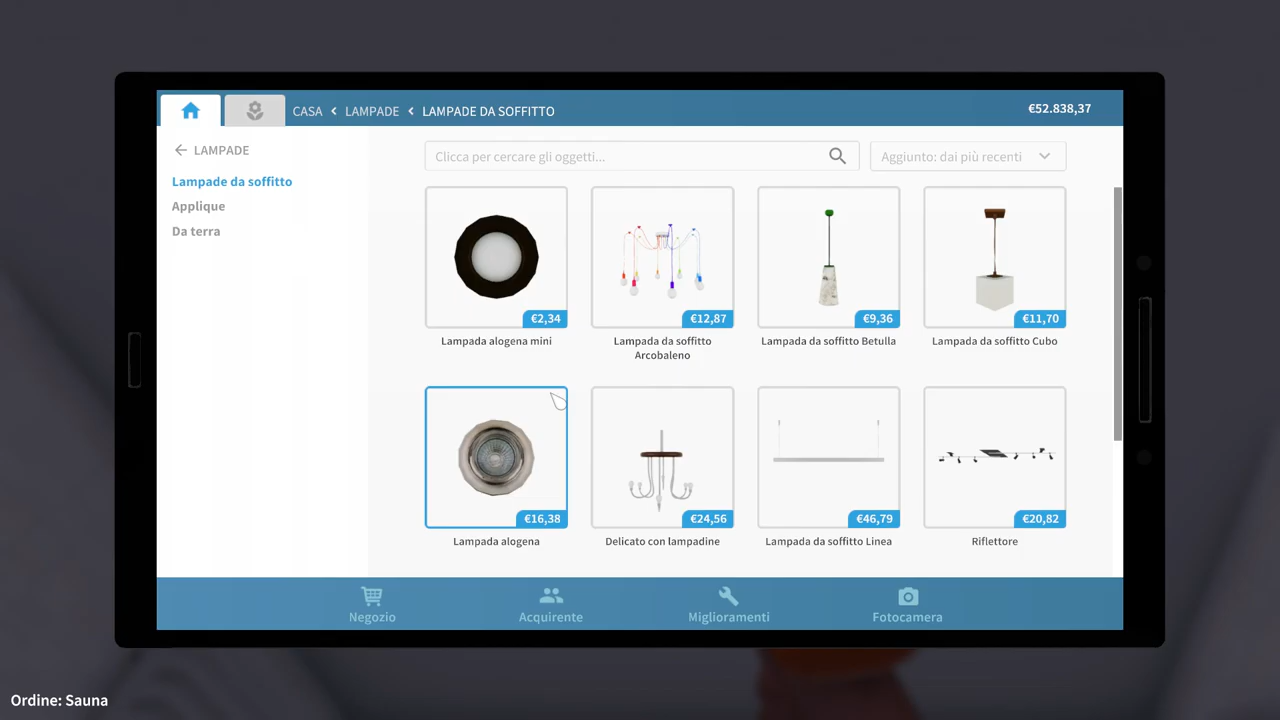 CASA < LAMPADE < LAMPADE DA SOFFITTO
€52.838,37
LAMPADE
Lampade da soffitto
Applique
Da terra
Clicca per cercare gli oggetti...
Aggiunto: dai più recenti
€2,34
€12,87
€9,36
€11,70
Lampada alogena mini
Lampada da soffitto
Arcobaleno
Lampada da soffitto Betulla
Lampada da soffitto Cubo
€16,38
€24,56
€46,79
€20,82
Lampada alogena
Delicato con lampadine
Lampada da soffitto Linea
Riflettore
Negozio
Acquirente
Miglioramenti
Fotocamera
Ordine: Sauna